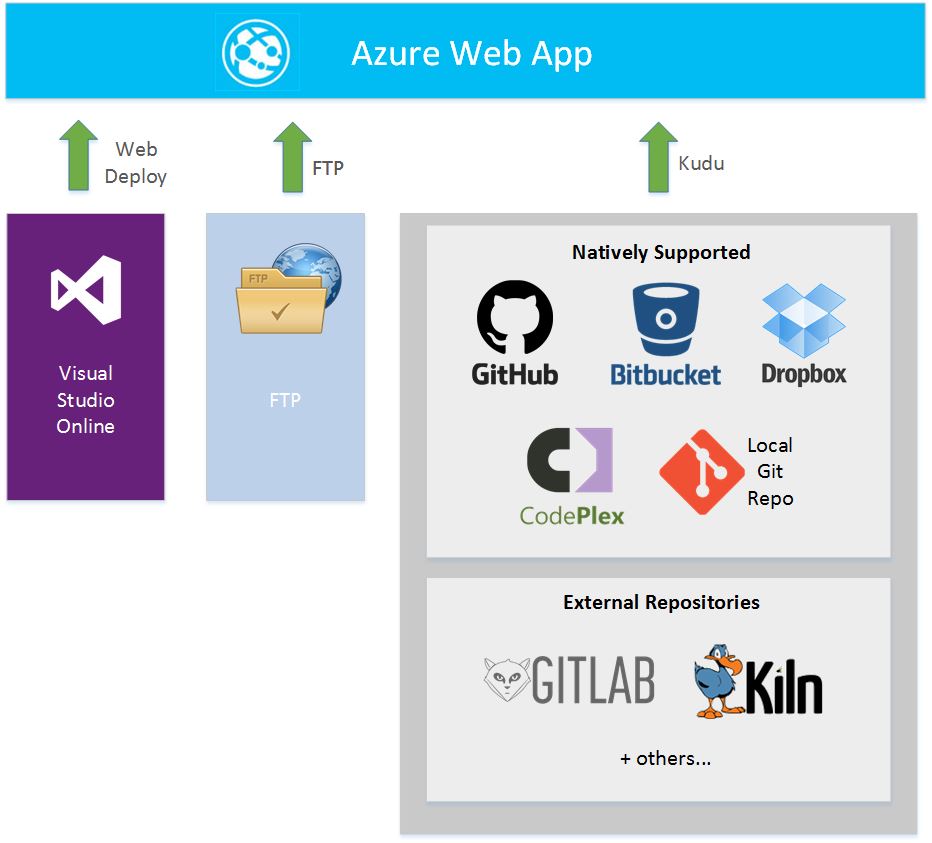 Azure Web App
Web
Deploy
FTP
Kudu
Visual
Studio
Online
FTP
FTP
Natively Supported
GitHub
Bitbucket
Dropbox
CodePlex
Local
Git
Repo
External Repositories
GITLAB
Kiln
+ others...